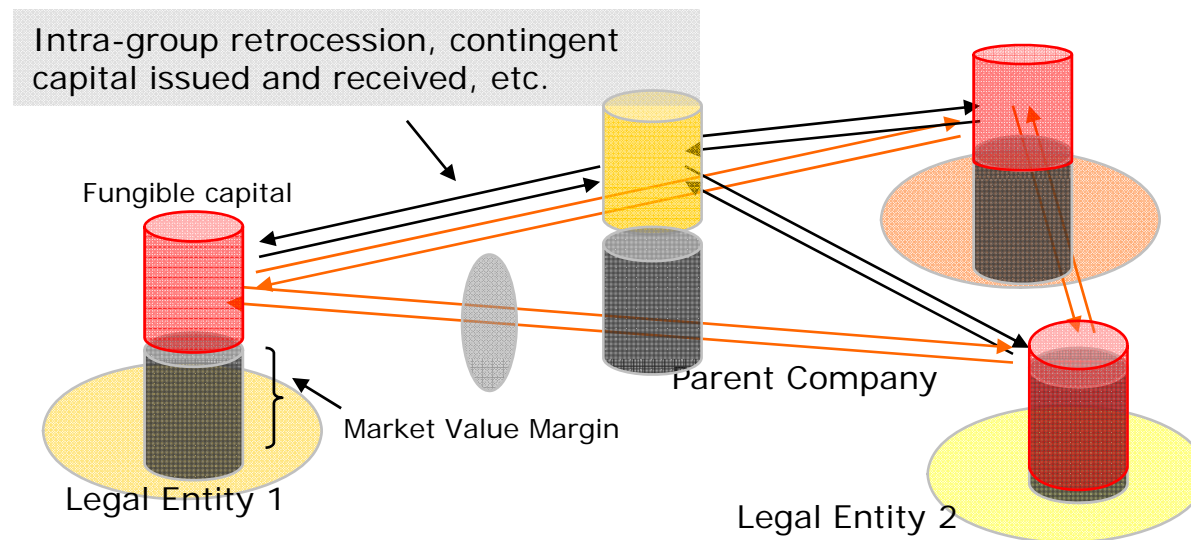 Intra-group retrocession, contingent
capital issued and received, etc.
Fungible capital
Parent Company
Market Value Margin
Legal Entity 1
Legal Entity 2